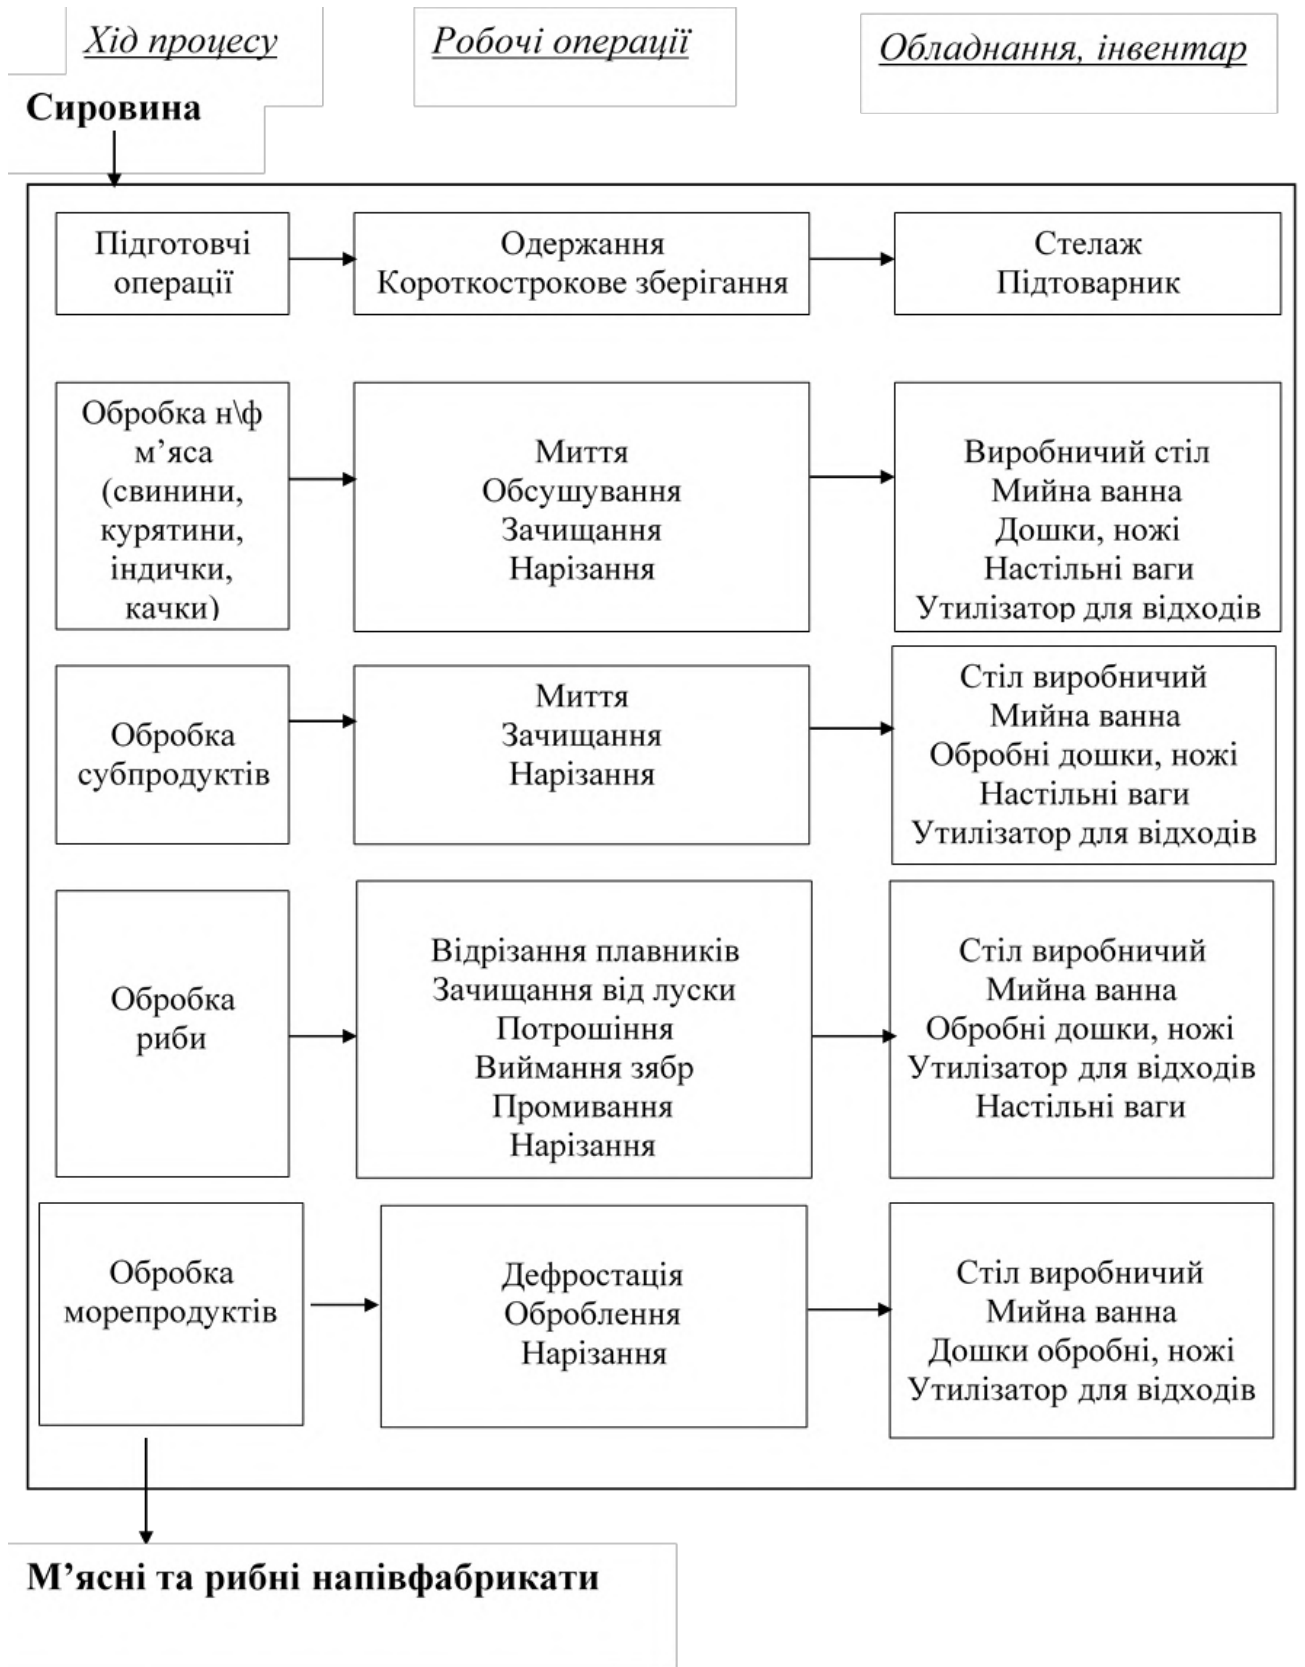 Хід процесу
Робочі операції
Обладнання, інвентар
Сировина
Підготовчі
операції
Одержання
Короткострокове зберігання
Стелаж
Підтоварник
Обробка н\ф
м’яса
(свинини,
курятини,
індички,
качки)
Миття
Обсушування
Зачищання
Нарізання
Виробничий стіл
Мийна ванна
Дошки, ножі
Настільні ваги
Утилізатор для відходів
Обробка
субпродуктів
Миття
Зачищання
Нарізання
Стіл виробничий
Мийна ванна
Обробні дошки, ножі
Настільні ваги
Утилізатор для відходів
Обробка
риби
Відрізання плавників
Зачищання від луски
Потрошіння
Виймання зябр
Промивання
Нарізання
Стіл виробничий
Мийна ванна
Обробні дошки, ножі
Утилізатор для відходів
Настільні ваги
Обробка
морепродуктів
Дефростація
Оброблення
Нарізання
Стіл виробничий
Мийна ванна
Дошки обробні, ножі
Утилізатор для відходів
М’ясні та рибні напівфабрикати